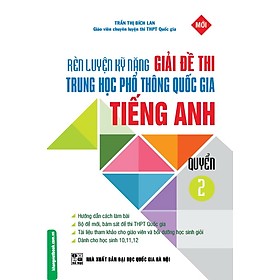 TRẦN THỊ BÍCH LAN
Giáo viên chuyên luyện thi THPT Quốc gia
MỚI
RÈN LUYỆN KỸ NĂNG GIẢI ĐỀ THI
TRUNG HỌC PHỔ THÔNG QUỐC GIA
TIẾNG ANH
QUYỂN
2
Hướng dẫn cách làm bài
Bộ đề mới, bám sát đề thi THPT Quốc gia
Tài liệu tham khảo cho giáo viên và bồi dưỡng học sinh giỏi
Dành cho học sinh 10,11,12
NHÀ XUẤT BẢN ĐẠI HỌC QUỐC GIA HÀ NỘI